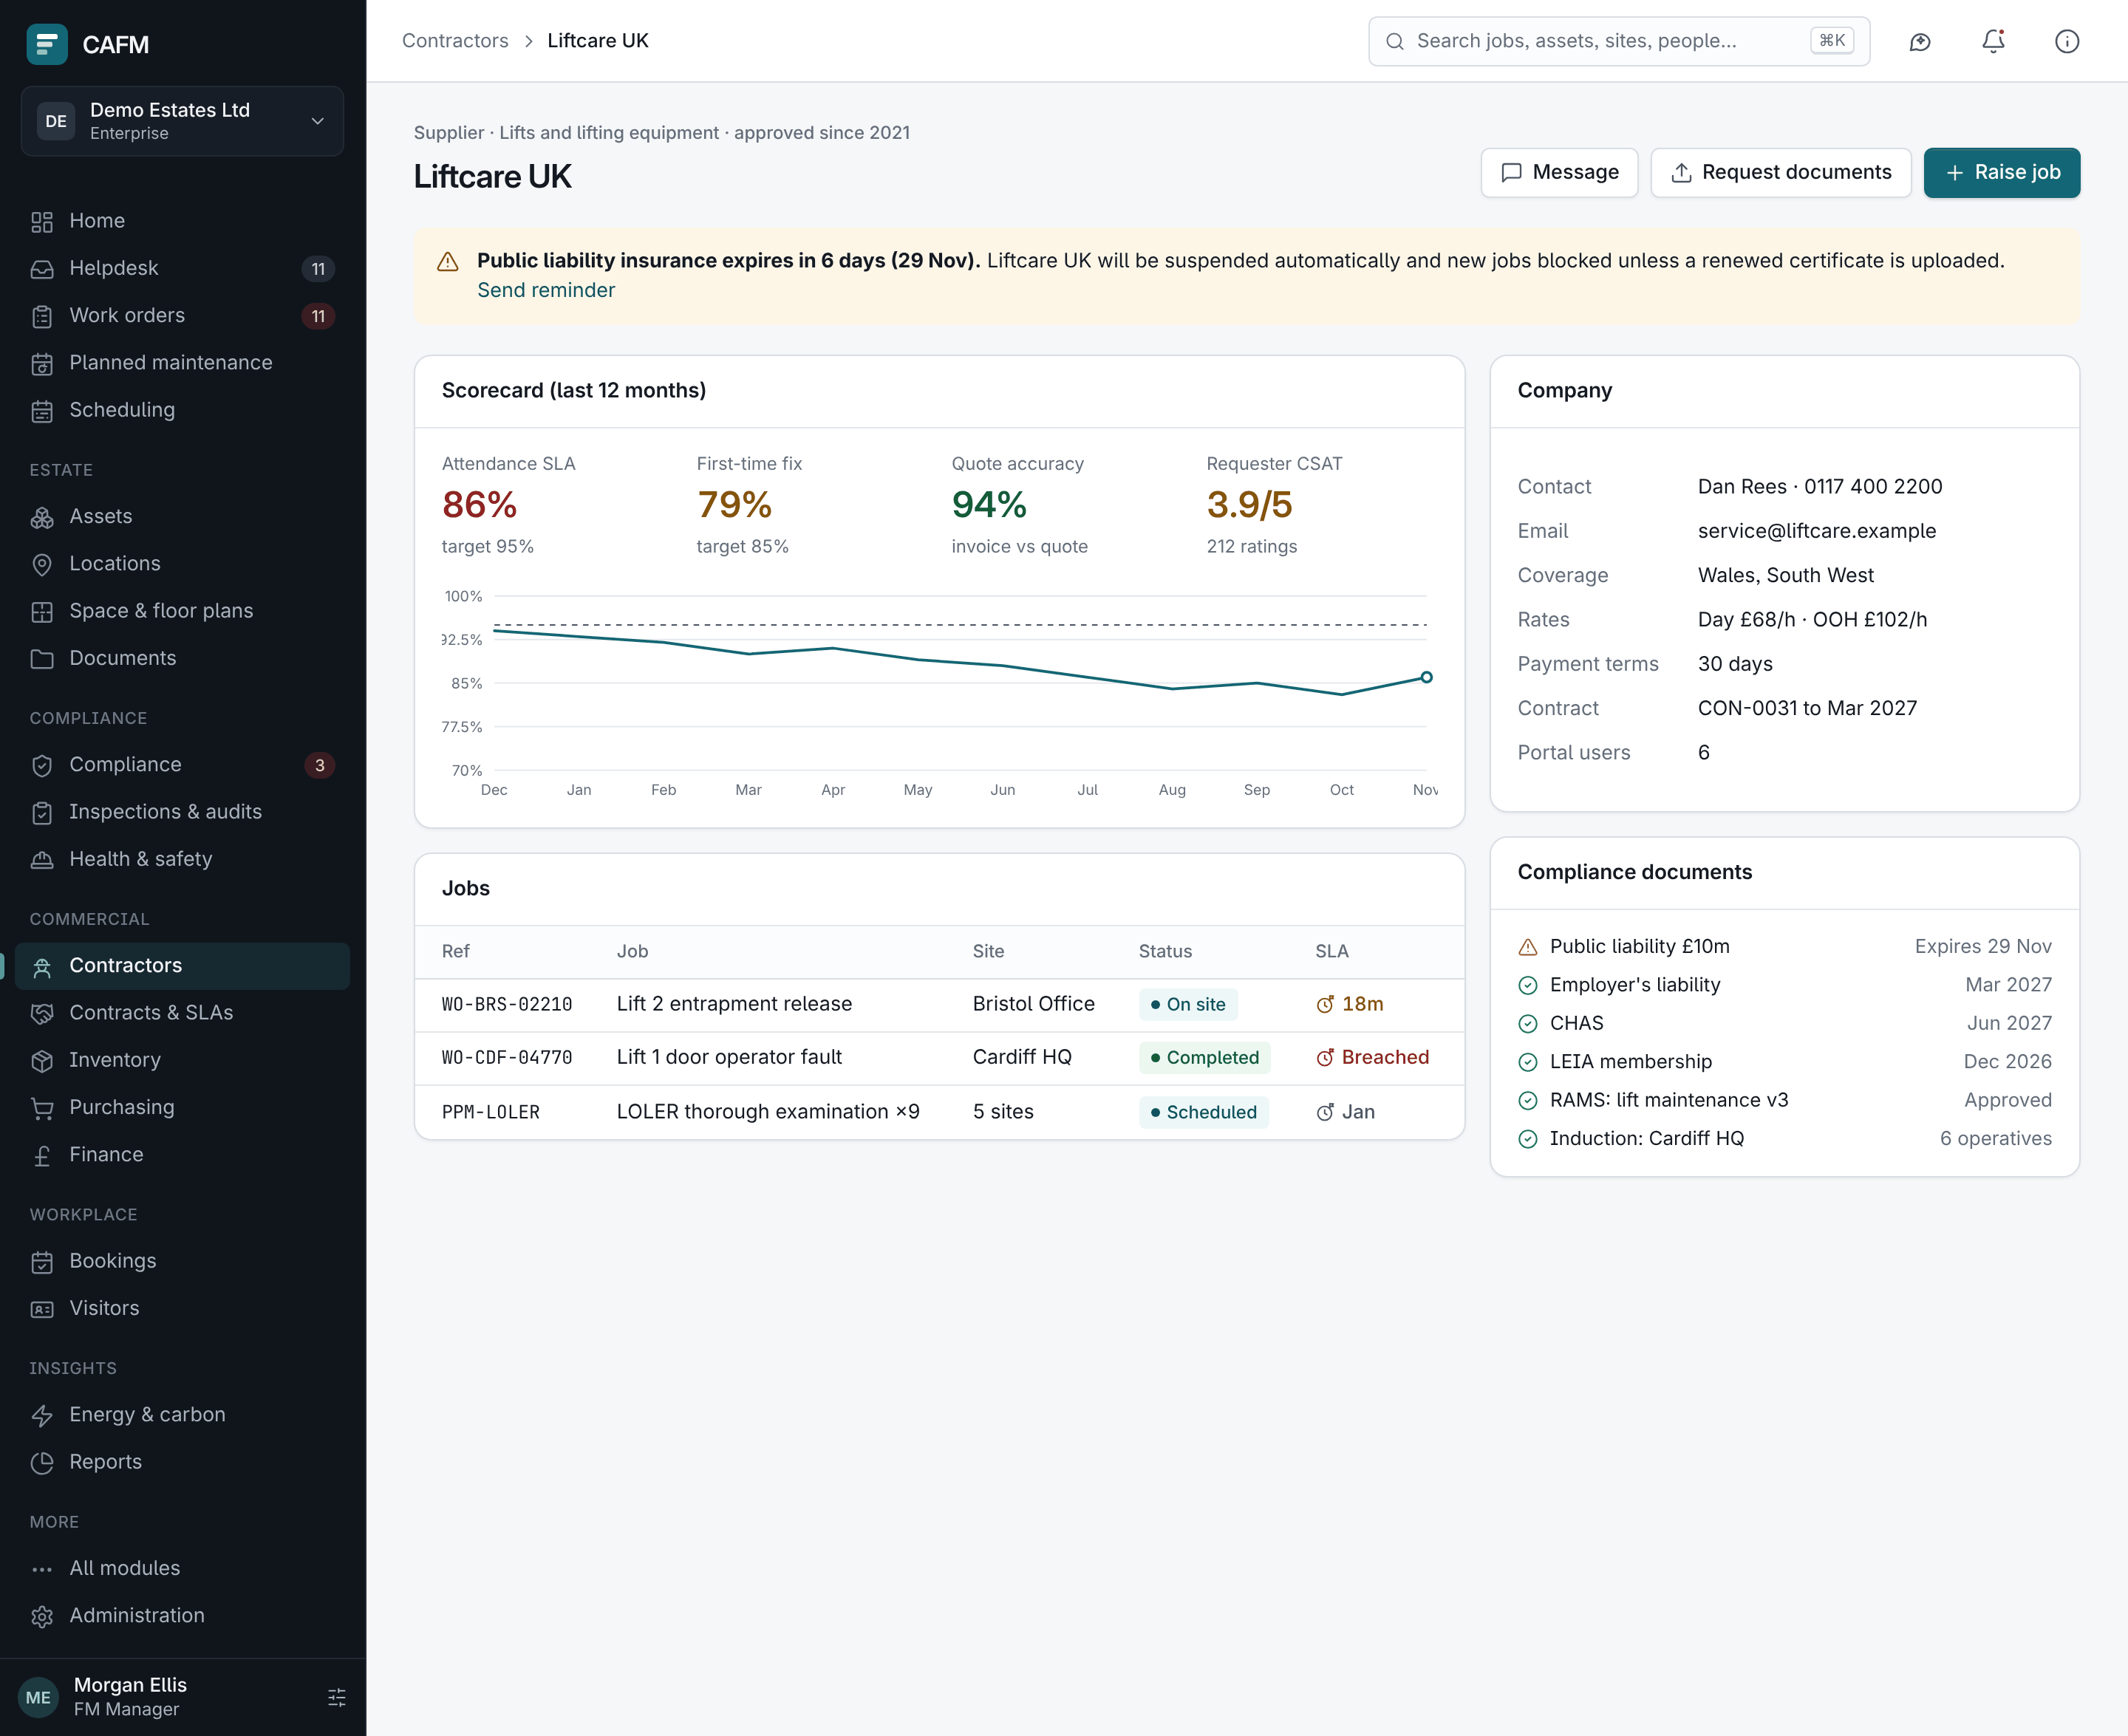 CAFM
DE
Demo Estates Ltd
Enterprise
Home
Helpdesk 11
Work orders 11
Planned maintenance
Scheduling
ESTATE
Assets
Locations
Space & floor plans
Documents
COMPLIANCE
Compliance 3
Inspections & audits
Health & safety
COMMERCIAL
Contractors
Contracts & SLAs
Inventory
Purchasing
Finance
WORKPLACE
Bookings
Visitors
INSIGHTS
Energy & carbon
Reports
MORE
All modules
Administration
ME
Morgan Ellis
FM Manager
Contractors Liftcare UK
Search jobs, assets, sites, people... ⌘K
Supplier · Lifts and lifting equipment · approved since 2021
Liftcare UK
Message
Request documents
Raise job
Public liability insurance expires in 6 days (29 Nov). Liftcare UK will be suspended automatically and new jobs blocked unless a renewed certificate is uploaded.
Send reminder
Scorecard (last 12 months)
Attendance SLA
86%
target 95%
First-time fix
79%
target 85%
Quote accuracy
94%
invoice vs quote
Requester CSAT
3.9/5
212 ratings
100%
92.5%
85%
77.5%
70%
Dec Jan Feb Mar Apr May Jun Jul Aug Sep Oct Nov
Jobs
Ref Job Site Status SLA
WO-BRS-02210 Lift 2 entrapment release Bristol Office On site 18m
WO-CDF-04770 Lift 1 door operator fault Cardiff HQ Completed Breached
PPM-LOLER LOLER thorough examination ×9 5 sites Scheduled Jan
Company
Contact Dan Rees · 0117 400 2200
Email service@liftcare.example
Coverage Wales, South West
Rates Day £68/h · OOH £102/h
Payment terms 30 days
Contract CON-0031 to Mar 2027
Portal users 6
Compliance documents
Public liability £10m Expires 29 Nov
Employer's liability Mar 2027
CHAS Jun 2027
LEIA membership Dec 2026
RAMS: lift maintenance v3 Approved
Induction: Cardiff HQ 6 operatives